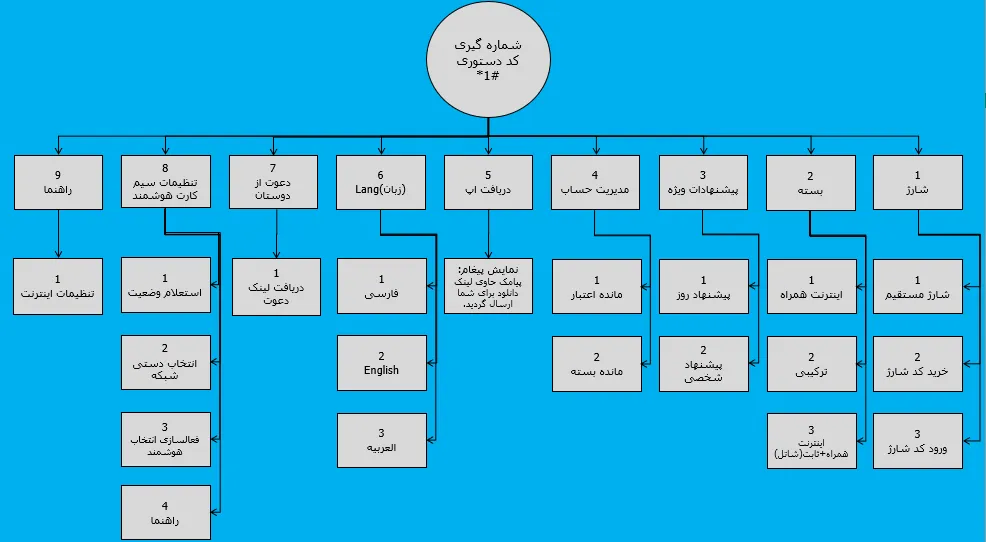 شماره گیری
کد دستوری
*1#
1
شارژ
2
بسته
3
پیشنهادات ویژه
4
مدیریت حساب
5
دریافت اپ
6
Lang(زبان)
7
دعوت از
دوستان
8
تنظیمات سیم
کارت هوشمند
9
راهنما
1
شارژ مستقیم
1
اینترنت همراه
1
پیشنهاد روز
1
مانده اعتبار
نمایش پیغام:
پیامک حاوی لینک
دانلود برای شما
ارسال گردید.
1
فارسی
1
دریافت لینک
دعوت
1
استعلام وضعیت
1
تنظیمات اینترنت
2
خرید کد شارژ
2
ترکیبی
2
پیشنهاد
شخصی
2
مانده بسته
2
English
2
انتخاب دستی
شبکه
3
ورود کد شارژ
3
اینترنت
همراه+ثابت(شاتل)
3
العربیه
3
فعالسازی انتخاب
هوشمند
4
راهنما